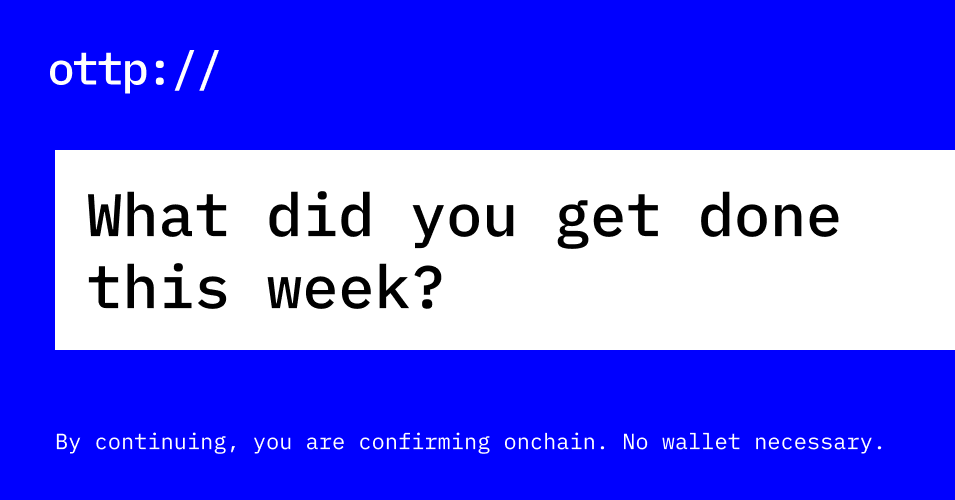 ottp://
What did you get done
this week?
By continuing, you are confirming onchain. No wallet necessary.